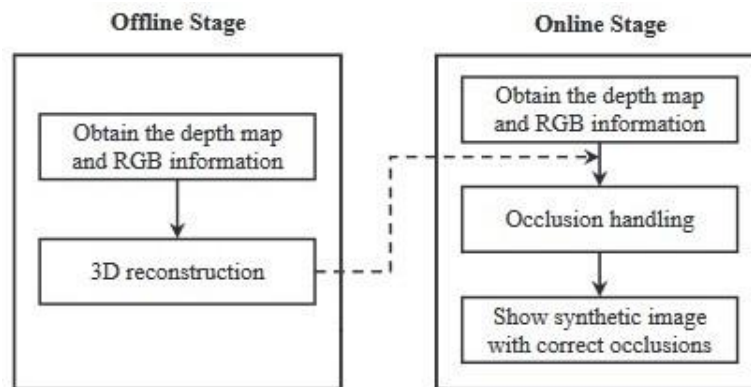 Offline Stage
Obtain the depth map
and RGB information
3D reconstruction
Online Stage
Obtain the depth map
and RGB information
Occlusion handling
Show synthetic image
with correct occlusions